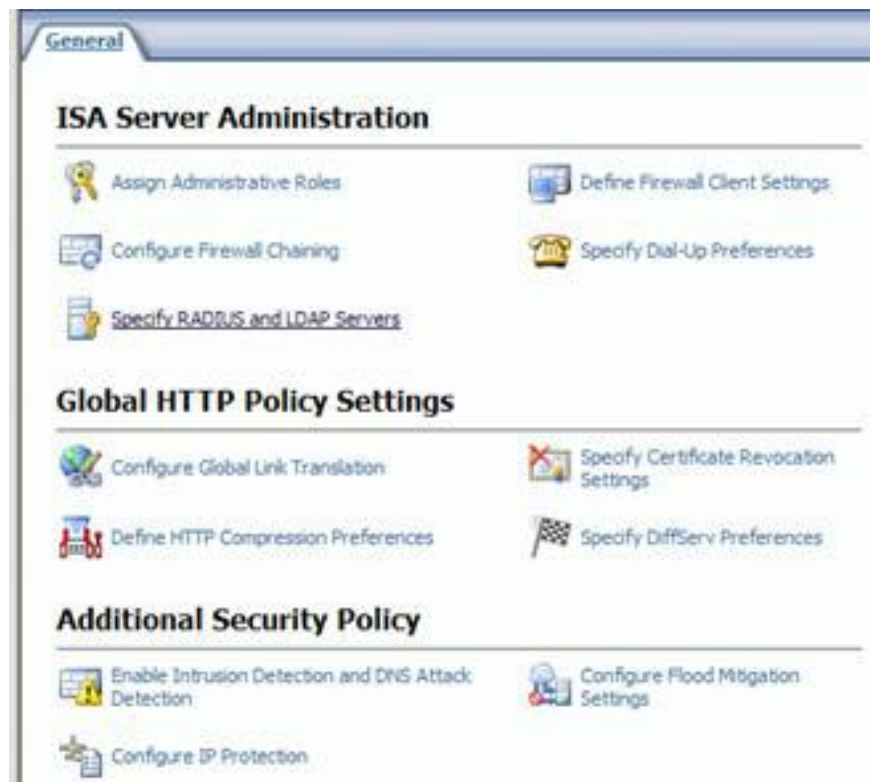 General
ISA Server Administration
Assign Administrative Roles
Define Firewall Client Settings
Configure Firewall Chaining
Specify Dial-Up Preferences
Specify RADIUS and LDAP Servers
Global HTTP Policy Settings
Configure Global Link Translation
Specify Certificate Revocation
Settings
Define HTTP Compression Preferences
Specify DiffServ Preferences
Additional Security Policy
Enable Intrusion Detection and DNS Attack
Detection
Configure Flood Mitigation
Settings
Configure IP Protection